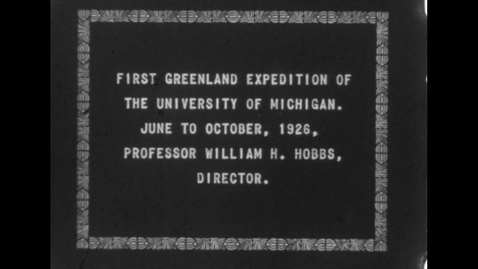 FIRST GREENLAND EXPEDITION OF
THE UNIVERSITY OF MICHIGAN.
JUNE TO OCTOBER, 1926,
PROFESSOR WILLIAM H. HOBBS,
DIRECTOR.